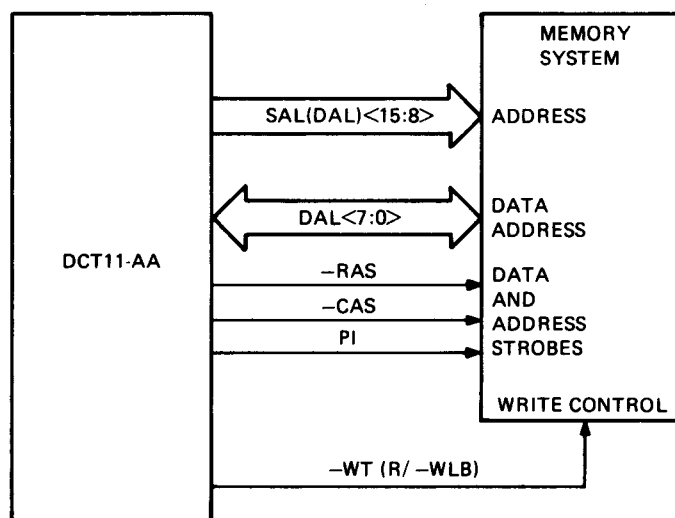 MEMORY
SYSTEM
SAL(DAL)<15:8>
ADDRESS
DAL<7:0>
DATA
ADDRESS
DCT11-AA
−RAS
DATA
AND
−CAS
ADDRESS
PI
STROBES
WRITE CONTROL
−WT (R/ −WLB)